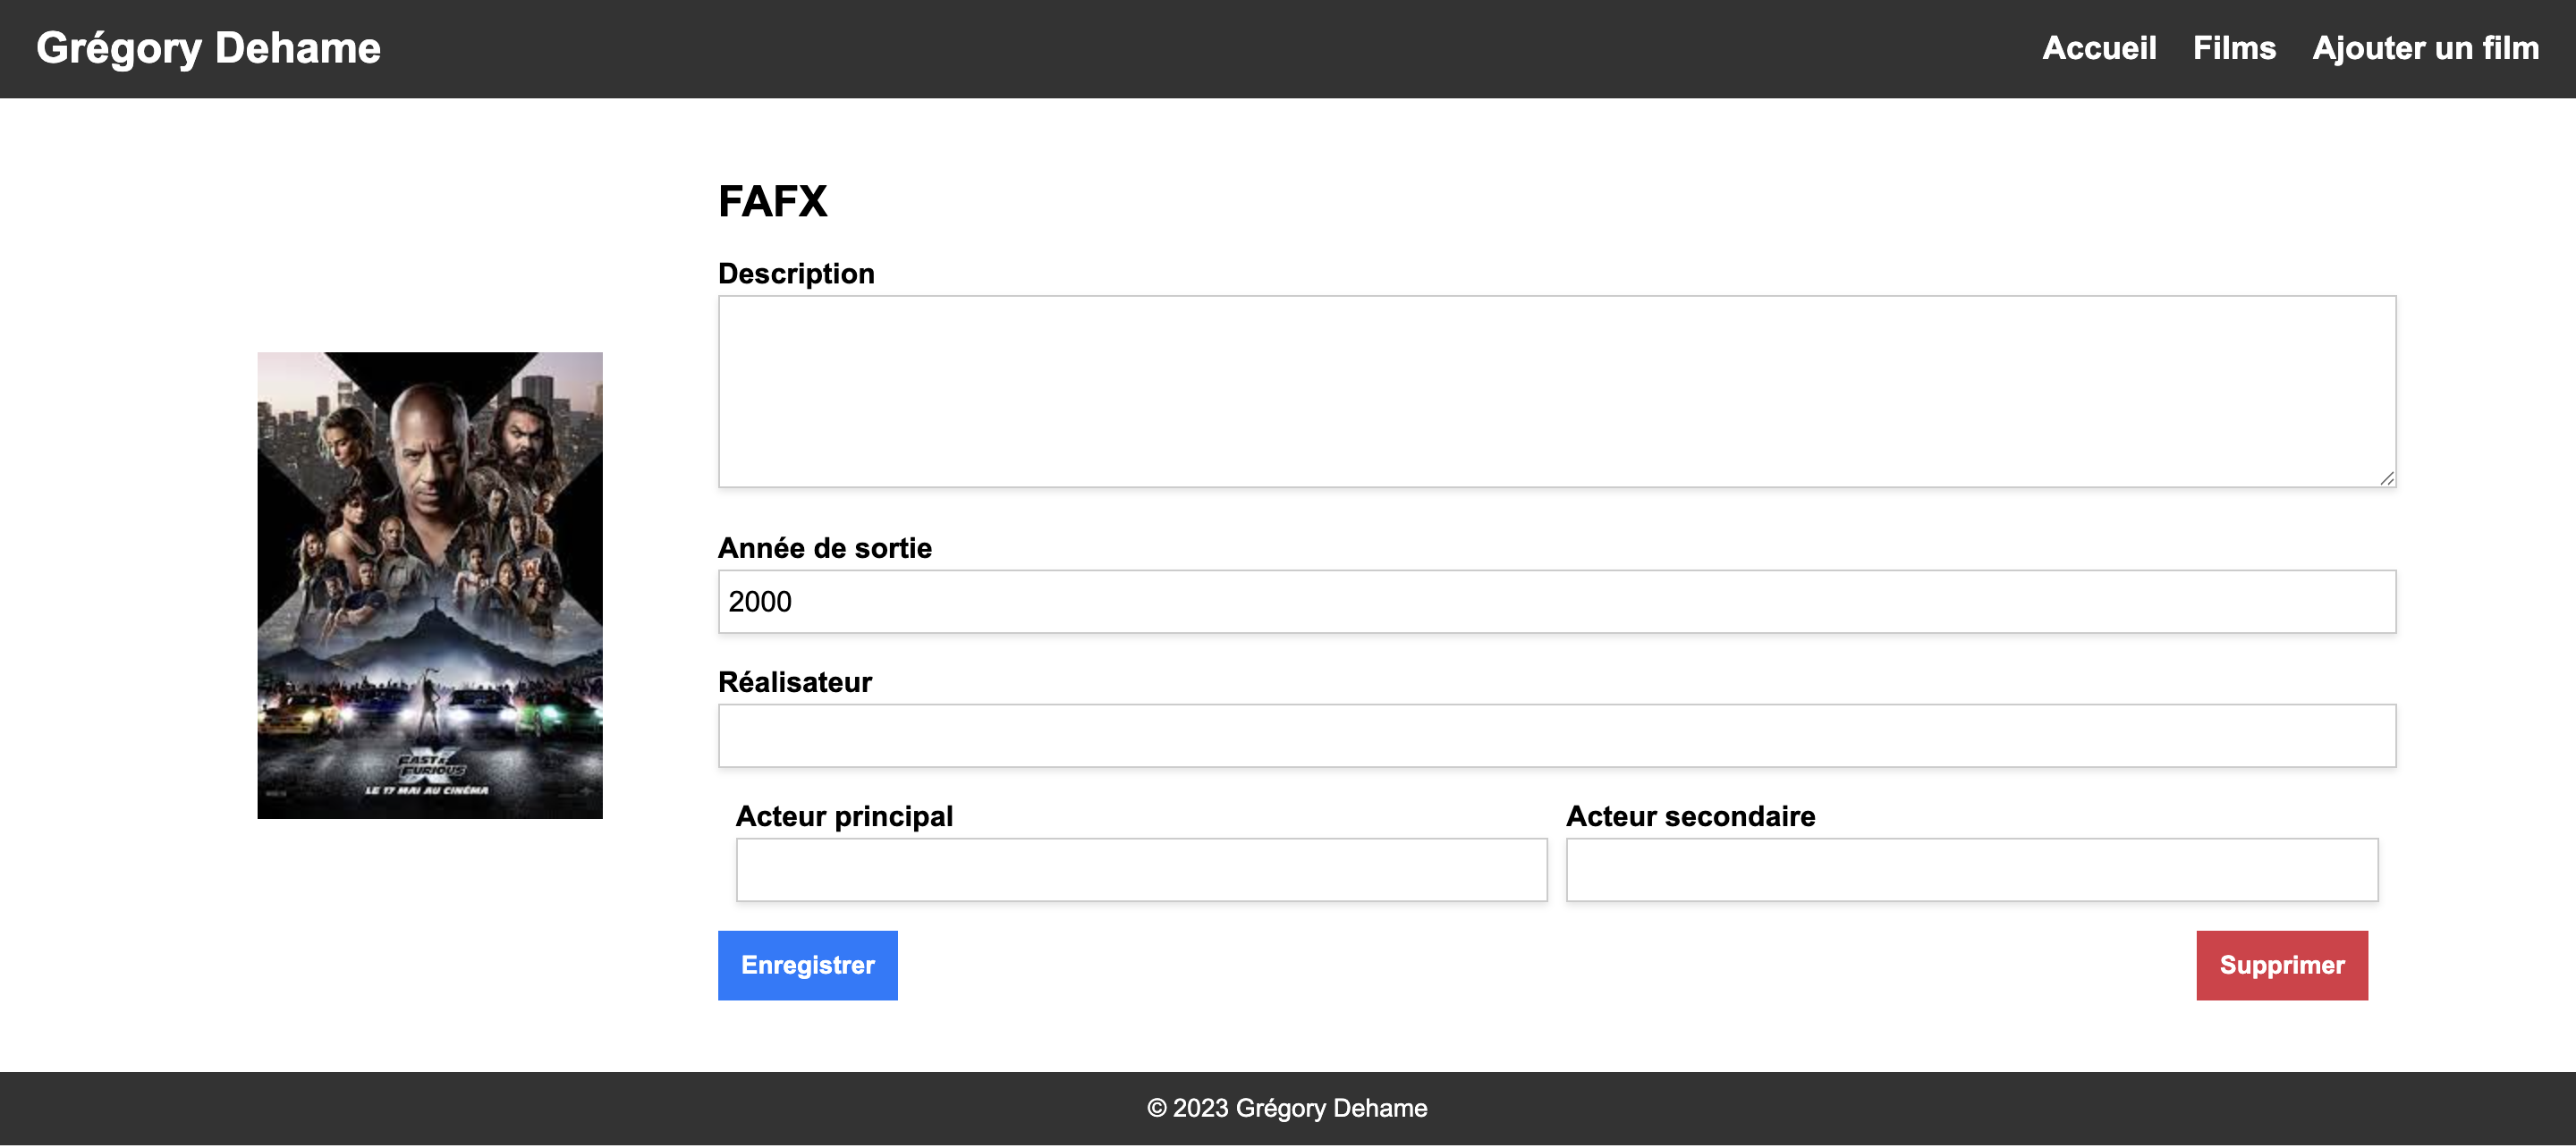 Grégory Dehame
Accueil Films Ajouter un film
FAFX
Description
Année de sortie
2000
Réalisateur
Acteur principal
Acteur secondaire
Enregistrer
Supprimer
FAST &
FURIOUS
X
LE 17 MAI AU CINÉMA
© 2023 Grégory Dehame